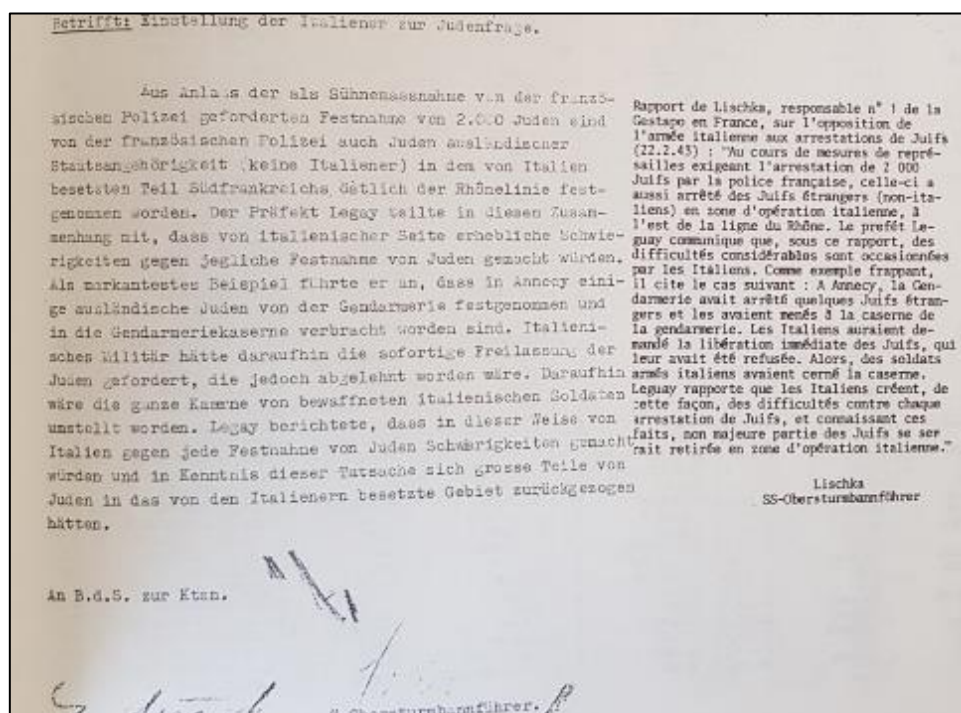 Betrifft: Einstellung der Italiener zur Judenfrage.
Aus Anlass der als Sühnemassnahme von der franzö-
sischen Polizei geforderten Festnahme von 2.000 Juden sind
von der französischen Polizei auch Juden ausländischer
Staatsangehörigkeit (keine Italiener) in dem von Italien
besetzten Teil Südfrankreichs östlich der Rhônelinie fest-
genommen worden. Der Präfekt Legay teilte in diesen Zusam-
menhang mit, dass von italienischer Seite erhebliche Schwie-
rigkeiten gegen jegliche Festnahme von Juden gemacht würden.
Als markantestes Beispiel führte er an, dass in Annecy eini-
ge ausländische Juden von der Gendarmerie festgenommen und
in die Gendarmeriekaserne verbracht worden sind. Italieni-
sches Militär hätte daraufhin die sofortige Freilassung der
Juden gefordert, die jedoch abgelehnt worden wäre. Daraufhin
wäre die ganze Kaserne von bewaffneten italienischen Soldaten
umstellt worden. Legay berichtete, dass in dieser Weise von
Italien gegen jede Festnahme von Juden Schwierigkeiten gemacht
würden und in Kenntnis dieser Tatsache sich grosse Teile von
Juden in das von den Italienern besetzte Gebiet zurückgezogen
hätten.
An B.d.S. zur Ktsn.
Obersturmbannführer.
Rapport de Lischka, responsable n° 1 de la
Gestapo en France, sur l'opposition de
l'armée italienne aux arrestations de Juifs
(22.2.43) : "Au cours de mesures de repré-
sailles exigeant l'arrestation de 2 000
Juifs par la police française, celle-ci a
aussi arrêté des Juifs étrangers (non-ita-
liens) en zone d'opération italienne, à
l'est de la ligne du Rhône. Le prefét Le-
guay communique que, sous ce rapport, des
difficultés considérables sont occasionnées
par les Italiens. Comme exemple frappant,
il cite le cas suivant : A Annecy, la Gen-
darmerie avait arrêté quelques Juifs étran-
gers et les avaient menés à la caserne de
la gendarmerie. Les Italiens auraient de-
mandé la libération immédiate des Juifs, qui
leur avait été refusée. Alors, des soldats
armés italiens avaient cerné la caserne.
Leguay rapporte que les Italiens créent, de
cette façon, des difficultés contre chaque
arrestation de Juifs, et connaissant ces
faits, non majeure partie des Juifs se ser
rait retirée en zone d'opération italienne."
Lischka
SS-Obersturmbannführer